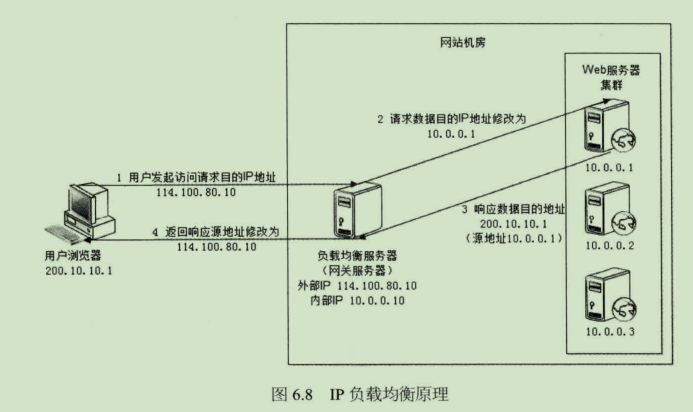 网站机房
Web服务器
集群
2 请求数据目的IP地址修改为
10.0.0.1
1 用户发起访问请求目的IP地址
114.100.80.10
10.0.0.1
3 响应数据目的地址
200.10.10.1
(源地址10.0.0.1)
4 返回响应源地址修改为
114.100.80.10
10.0.0.2
用户浏览器
200.10.10.1
负载均衡服务器
(网关服务器)
外部IP 114.100.80.10
内部IP 10.0.0.10
10.0.0.3
图 6.8 IP 负载均衡原理